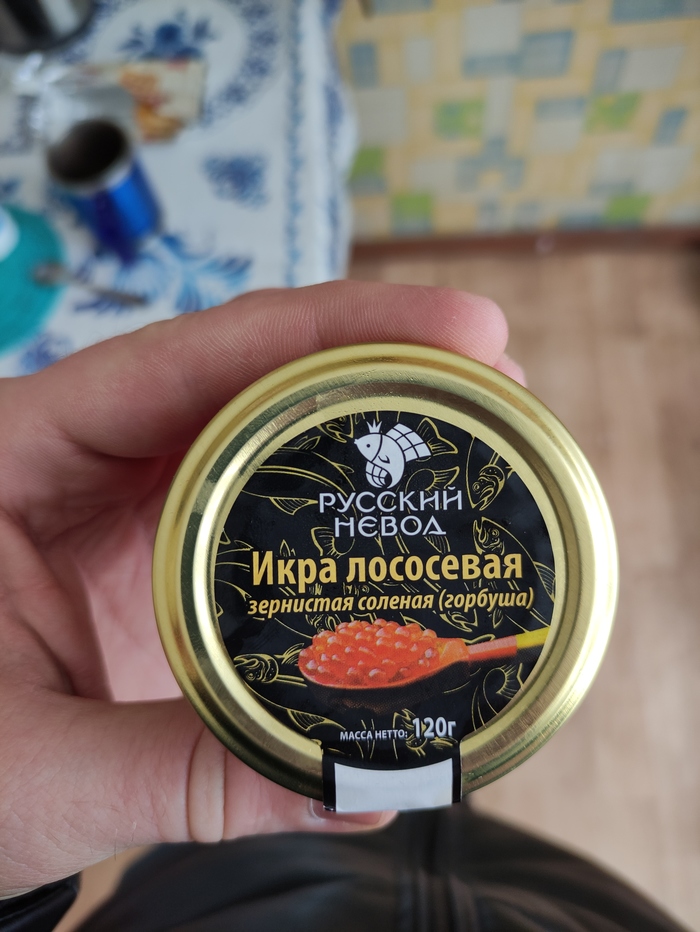 РУССКИЙ
НЕВОД
Икра лососевая
зернистая соленая (горбуша)
МАССА НЕТТО: 120г